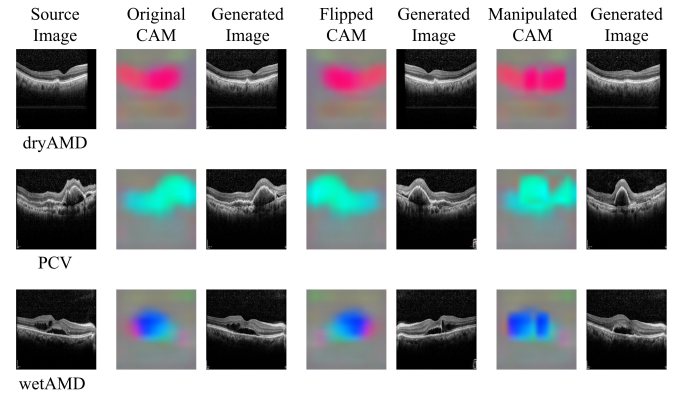 Source Image
Original CAM
Generated Image
Flipped CAM
Generated Image
Manipulated CAM
Generated Image
dryAMD
PCV
wetAMD